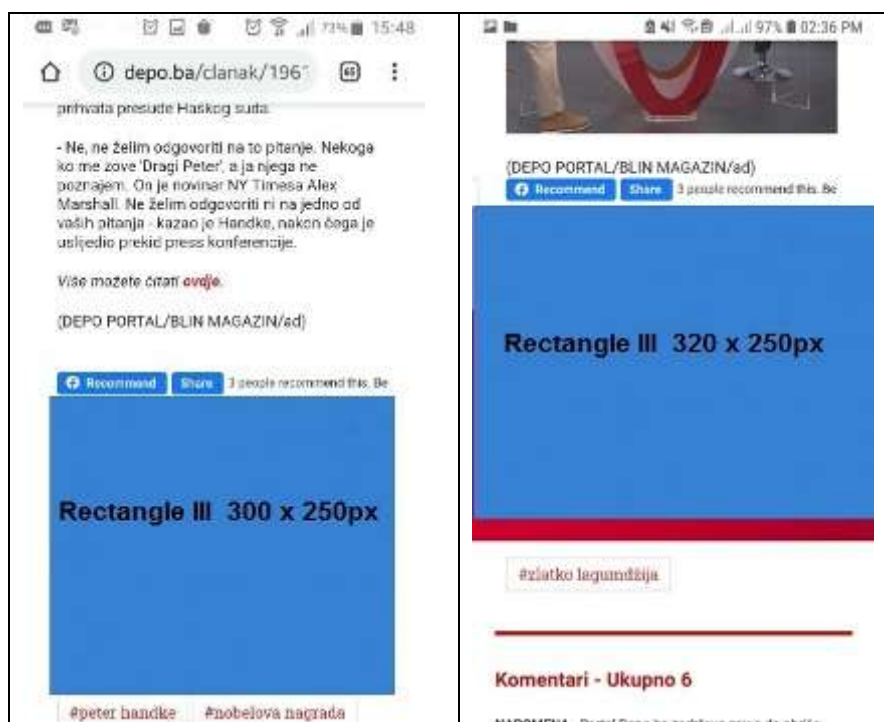 73% 15:48
depo.ba/clanak/196
65
prihvata presude Haškog suda.
- Ne, ne želim odgovoriti na to pitanje. Nekoga
ko me zove 'Dragi Peter', a ja njega ne
poznajem. On je novinar NY Timesa Alex
Marshall. Ne želim odgovoriti ni na jedno od
vaših pitanja - kazao je Handke, nakon čega je
uslijedio prekid press konferencije.
Više možete čitati ovdje.
(DEPO PORTAL/BLIN MAGAZIN/ad)
Recommend Share 3 people recommend this. Be
Rectangle III 300 x 250px
#peter handke #nobelova nagrada
97% 02:36 PM
(DEPO PORTAL/BLIN MAGAZIN/ad)
Recommend Share 3 people recommend this. Be
Rectangle III 320 x 250px
#zlatko lagumdžija
Komentari - Ukupno 6